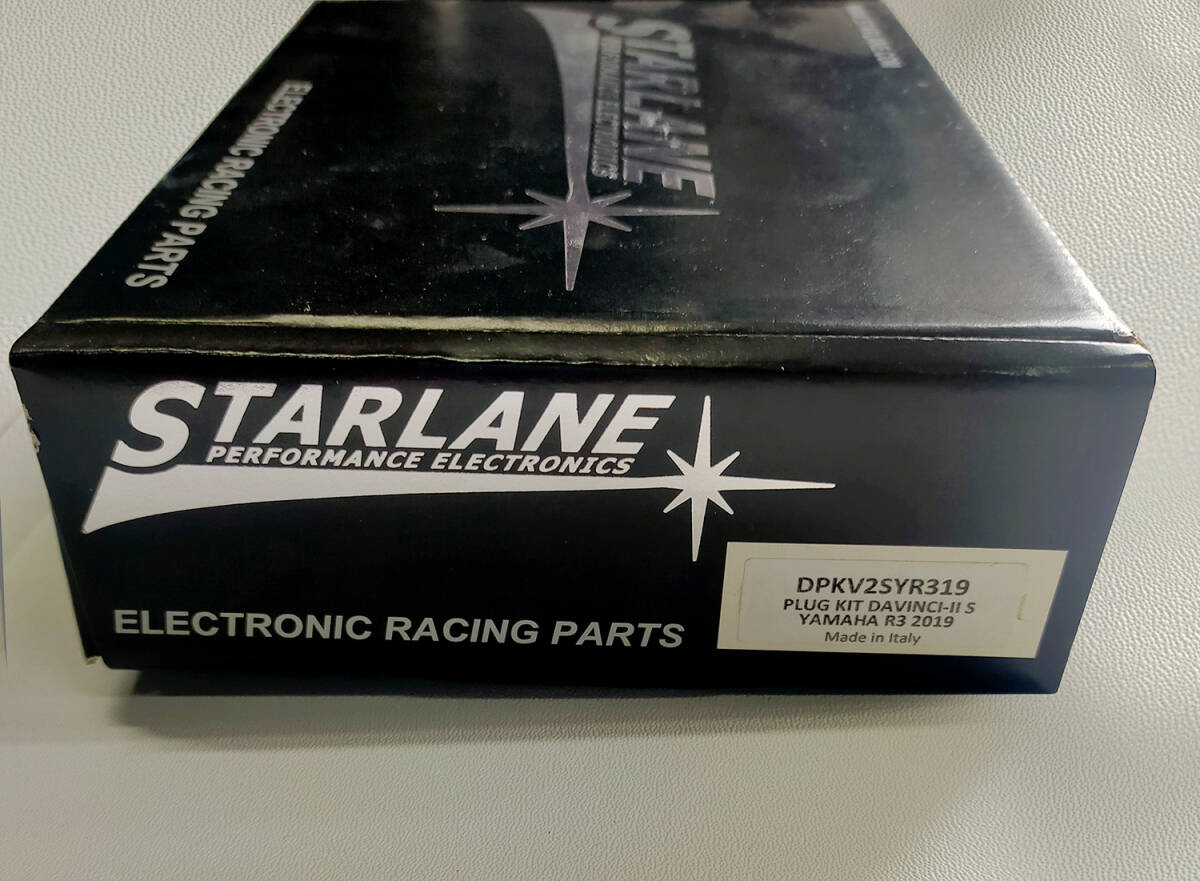 STARLANE
PERFORMANCE ELECTRONICS
ELECTRONIC RACING PARTS
STARLANE
PERFORMANCE ELECTRONICS
ELECTRONIC RACING PARTS
DPKV2SYR319
PLUG KIT DAVINCI-II S
YAMAHA R3 2019
Made in Italy